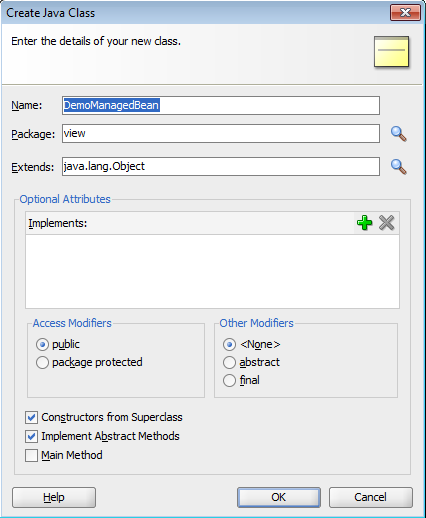 Create Java Class
Enter the details of your new class.
Name: DemoManagedBean
Package: view
Extends: java.lang.Object
Optional Attributes
Implements:
Access Modifiers
public
package protected
Other Modifiers
<None>
abstract
final
Constructors from Superclass
Implement Abstract Methods
Main Method
Help OK Cancel